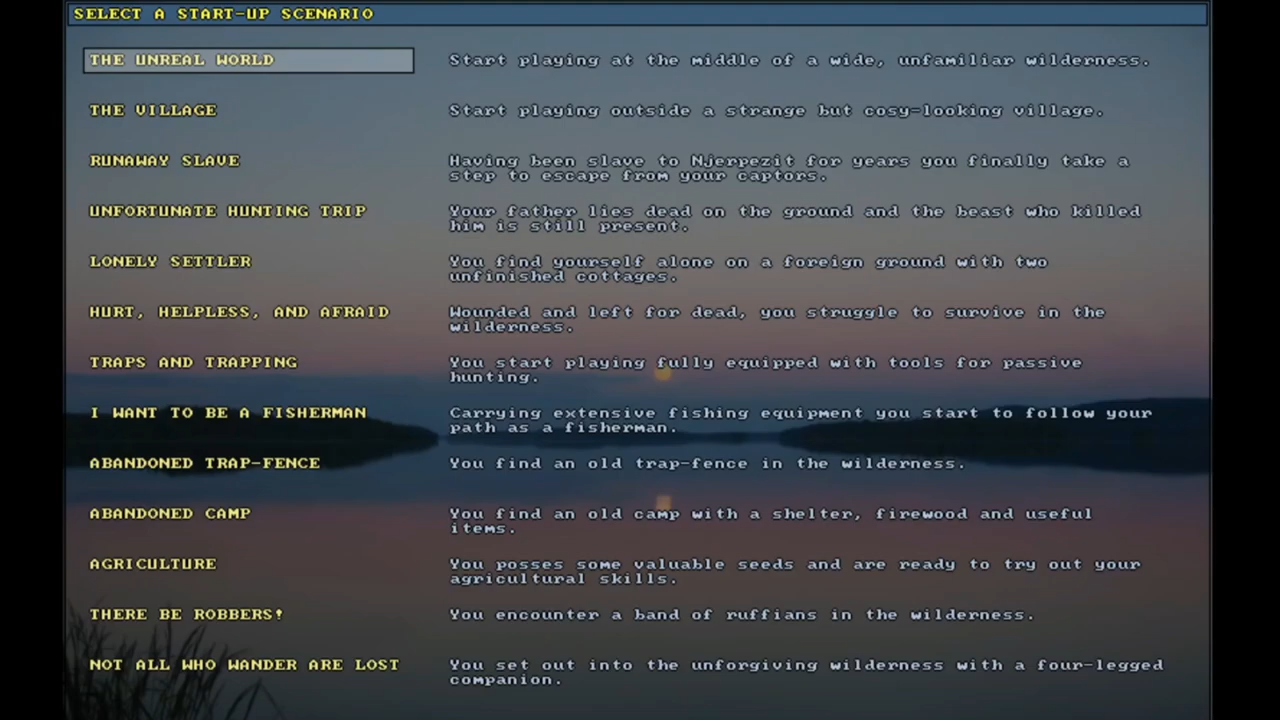 SELECT A START-UP SCENARIO
THE UNREAL WORLD
Start playing at the middle of a wide, unfamiliar wilderness.
THE VILLAGE
Start playing outside a strange but cosy-looking village.
RUNAWAY SLAVE
Having been slave to Njerpezit for years you finally take a
step to escape from your captors.
UNFORTUNATE HUNTING TRIP
Your father lies dead on the ground and the beast who killed
him is still present.
LONELY SETTLER
You find yourself alone on a foreign ground with two
unfinished cottages.
HURT, HELPLESS, AND AFRAID
Wounded and left for dead, you struggle to survive in the
wilderness.
TRAPS AND TRAPPING
You start playing fully equipped with tools for passive
hunting.
I WANT TO BE A FISHERMAN
Carrying extensive fishing equipment you start to follow your
path as a fisherman.
ABANDONED TRAP-FENCE
You find an old trap-fence in the wilderness.
ABANDONED CAMP
You find an old camp with a shelter, firewood and useful
items.
AGRICULTURE
You posses some valuable seeds and are ready to try out your
agricultural skills.
THERE BE ROBBERS!
You encounter a band of ruffians in the wilderness.
NOT ALL WHO WANDER ARE LOST
You set out into the unforgiving wilderness with a four-legged
companion.